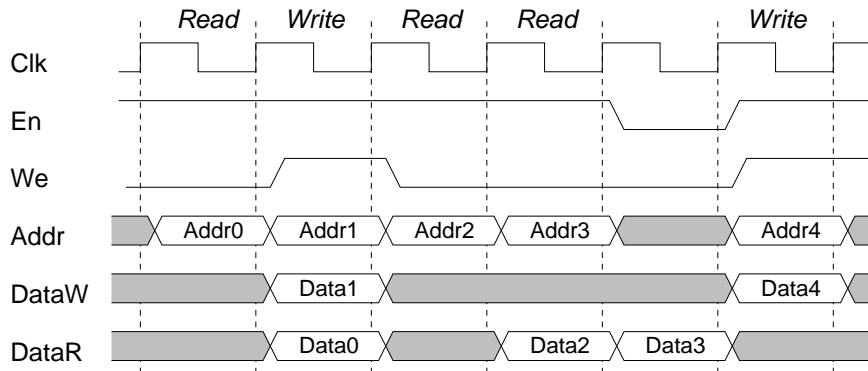 Read Write Read Read Write
Clk
En
We
Addr Addr0 Addr1 Addr2 Addr3 Addr4
DataW Data1 Data4
DataR Data0 Data2 Data3